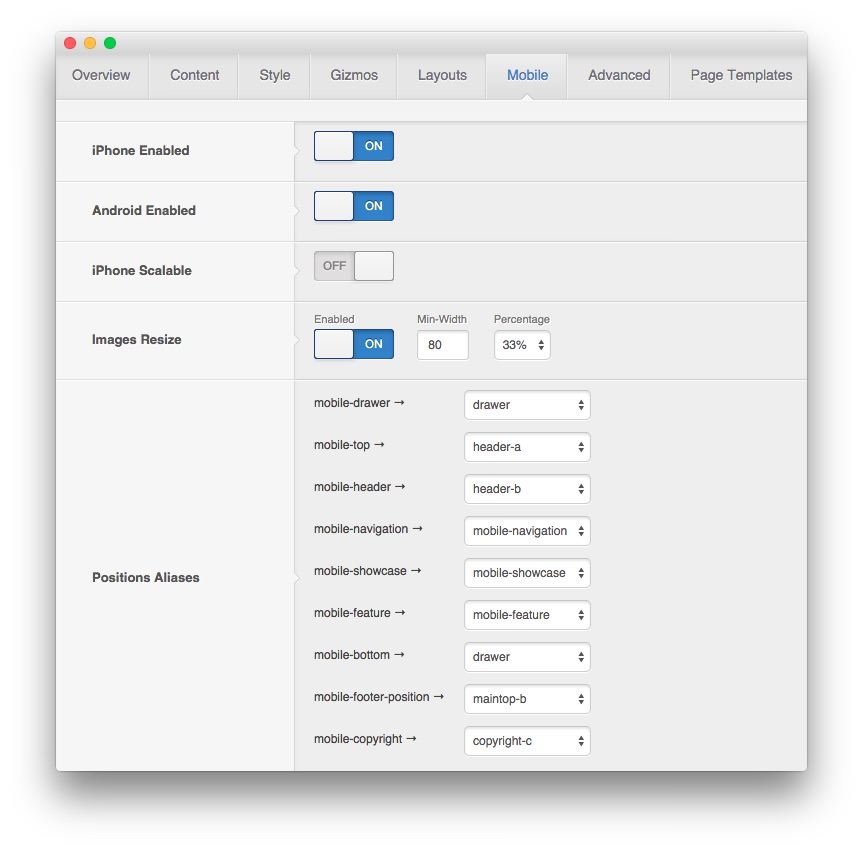 Overview Content Style Gizmos Layouts Mobile Advanced Page Templates
iPhone Enabled ON
Android Enabled ON
iPhone Scalable OFF
Enabled Min-Width Percentage
Images Resize ON 80 33%
mobile-drawer → drawer
mobile-top → header-a
mobile-header → header-b
mobile-navigation → mobile-navigation
mobile-showcase → mobile-showcase
Positions Aliases
mobile-feature → mobile-feature
mobile-bottom → drawer
mobile-footer-position → maintop-b
mobile-copyright → copyright-c